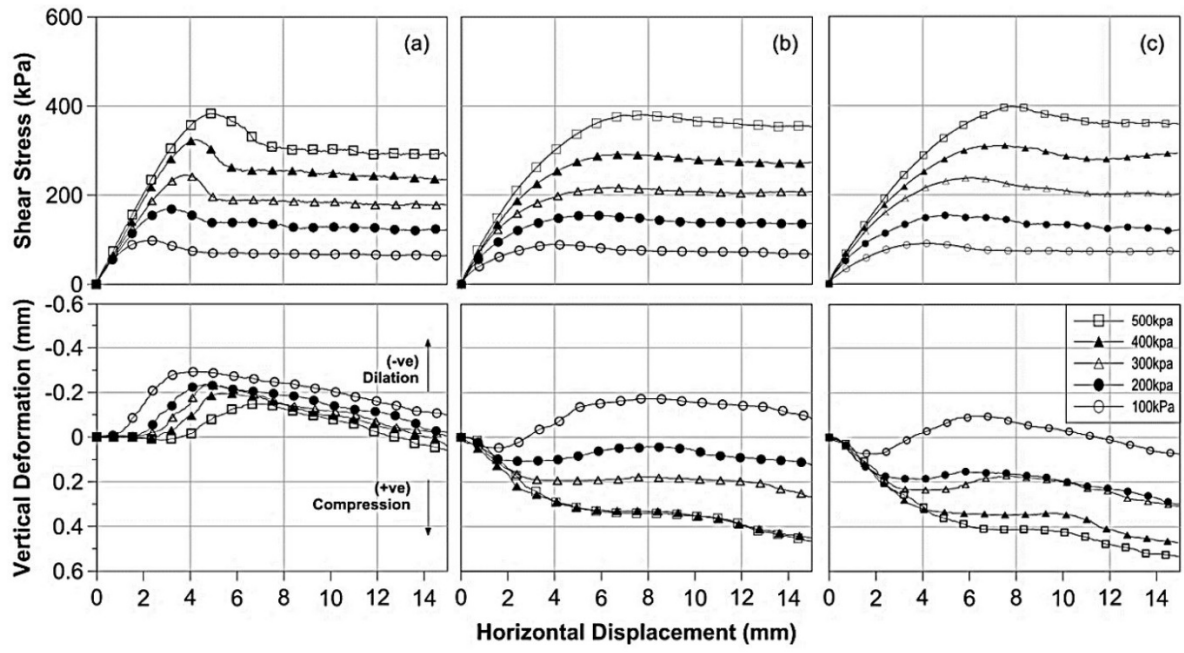 600
400
200
0
Shear Stress (kPa)
(a)
(b)
(c)
-0.6
-0.4
-0.2
0
0.2
0.4
0.6
Vertical Deformation (mm)
(-ve)
Dilation
(+ve)
Compression
500kpa
400kpa
300kpa
200kpa
100kPa
0 2 4 6 8 10 12 14
0 2 4 6 8 10 12 14
0 2 4 6 8 10 12 14
Horizontal Displacement (mm)